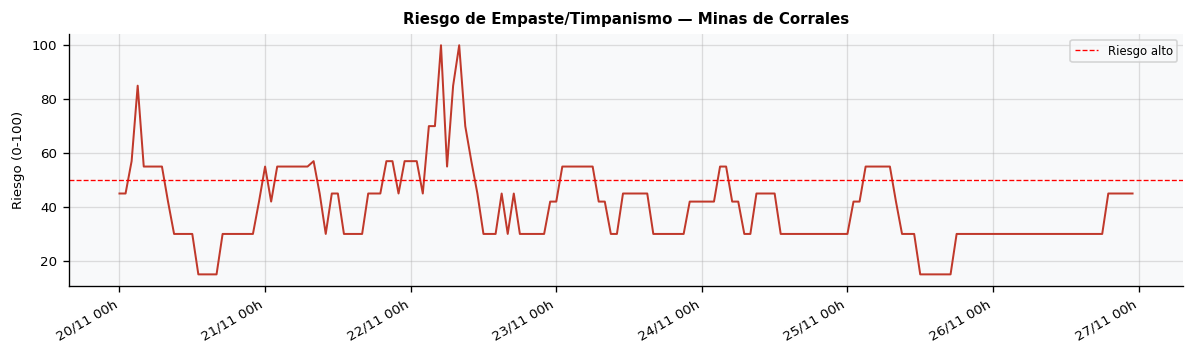 Riesgo de Empaste/Timpanismo — Minas de Corrales
Riesgo alto
Riesgo (0-100)
100
80
60
40
20
20/11 00h
21/11 00h
22/11 00h
23/11 00h
24/11 00h
25/11 00h
26/11 00h
27/11 00h